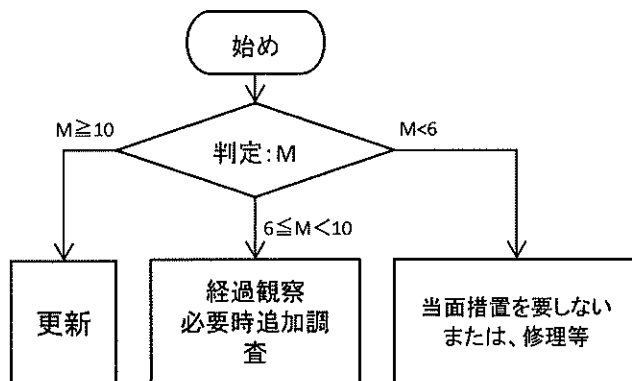 始め
M≧10
判定:M
M<6
6≦M<10
更新
経過観察
必要時追加調
査
当面措置を要しない
または、修理等